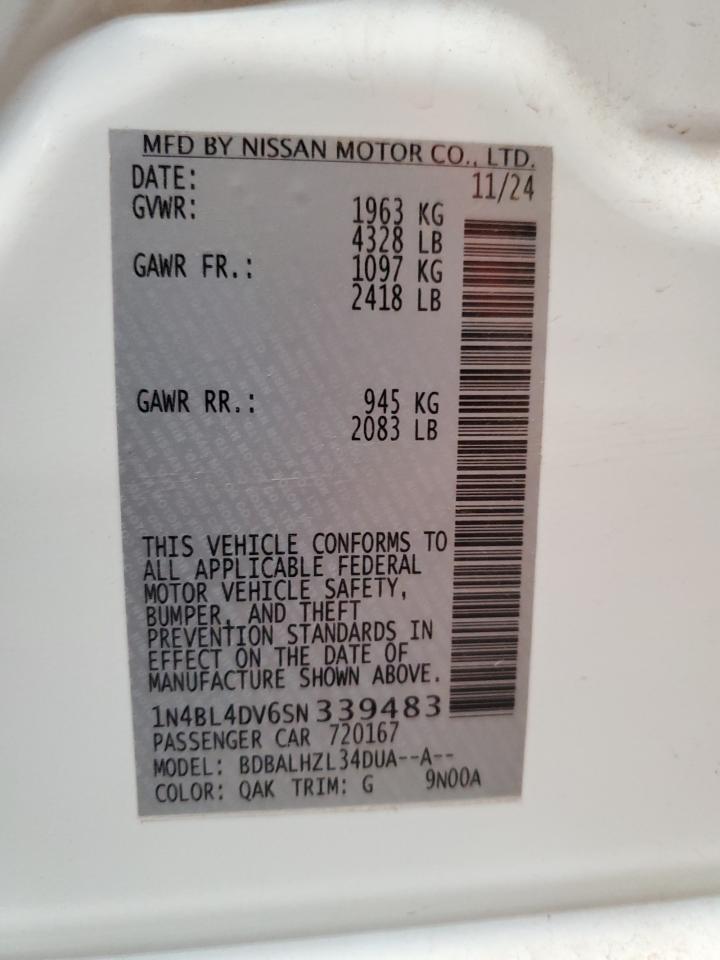 MFD BY NISSAN MOTOR CO., LTD.
DATE: 11/24
GVWR: 1963 KG
4328 LB
GAWR FR.: 1097 KG
2418 LB
GAWR RR.: 945 KG
2083 LB
THIS VEHICLE CONFORMS TO
ALL APPLICABLE FEDERAL
MOTOR VEHICLE SAFETY,
BUMPER, AND THEFT
PREVENTION STANDARDS IN
EFFECT ON THE DATE OF
MANUFACTURE SHOWN ABOVE.
1N4BL4DV6SN 339483
PASSENGER CAR 720167
MODEL: BDBALHZL34DUA--A--
COLOR: QAK TRIM: G 9N00A